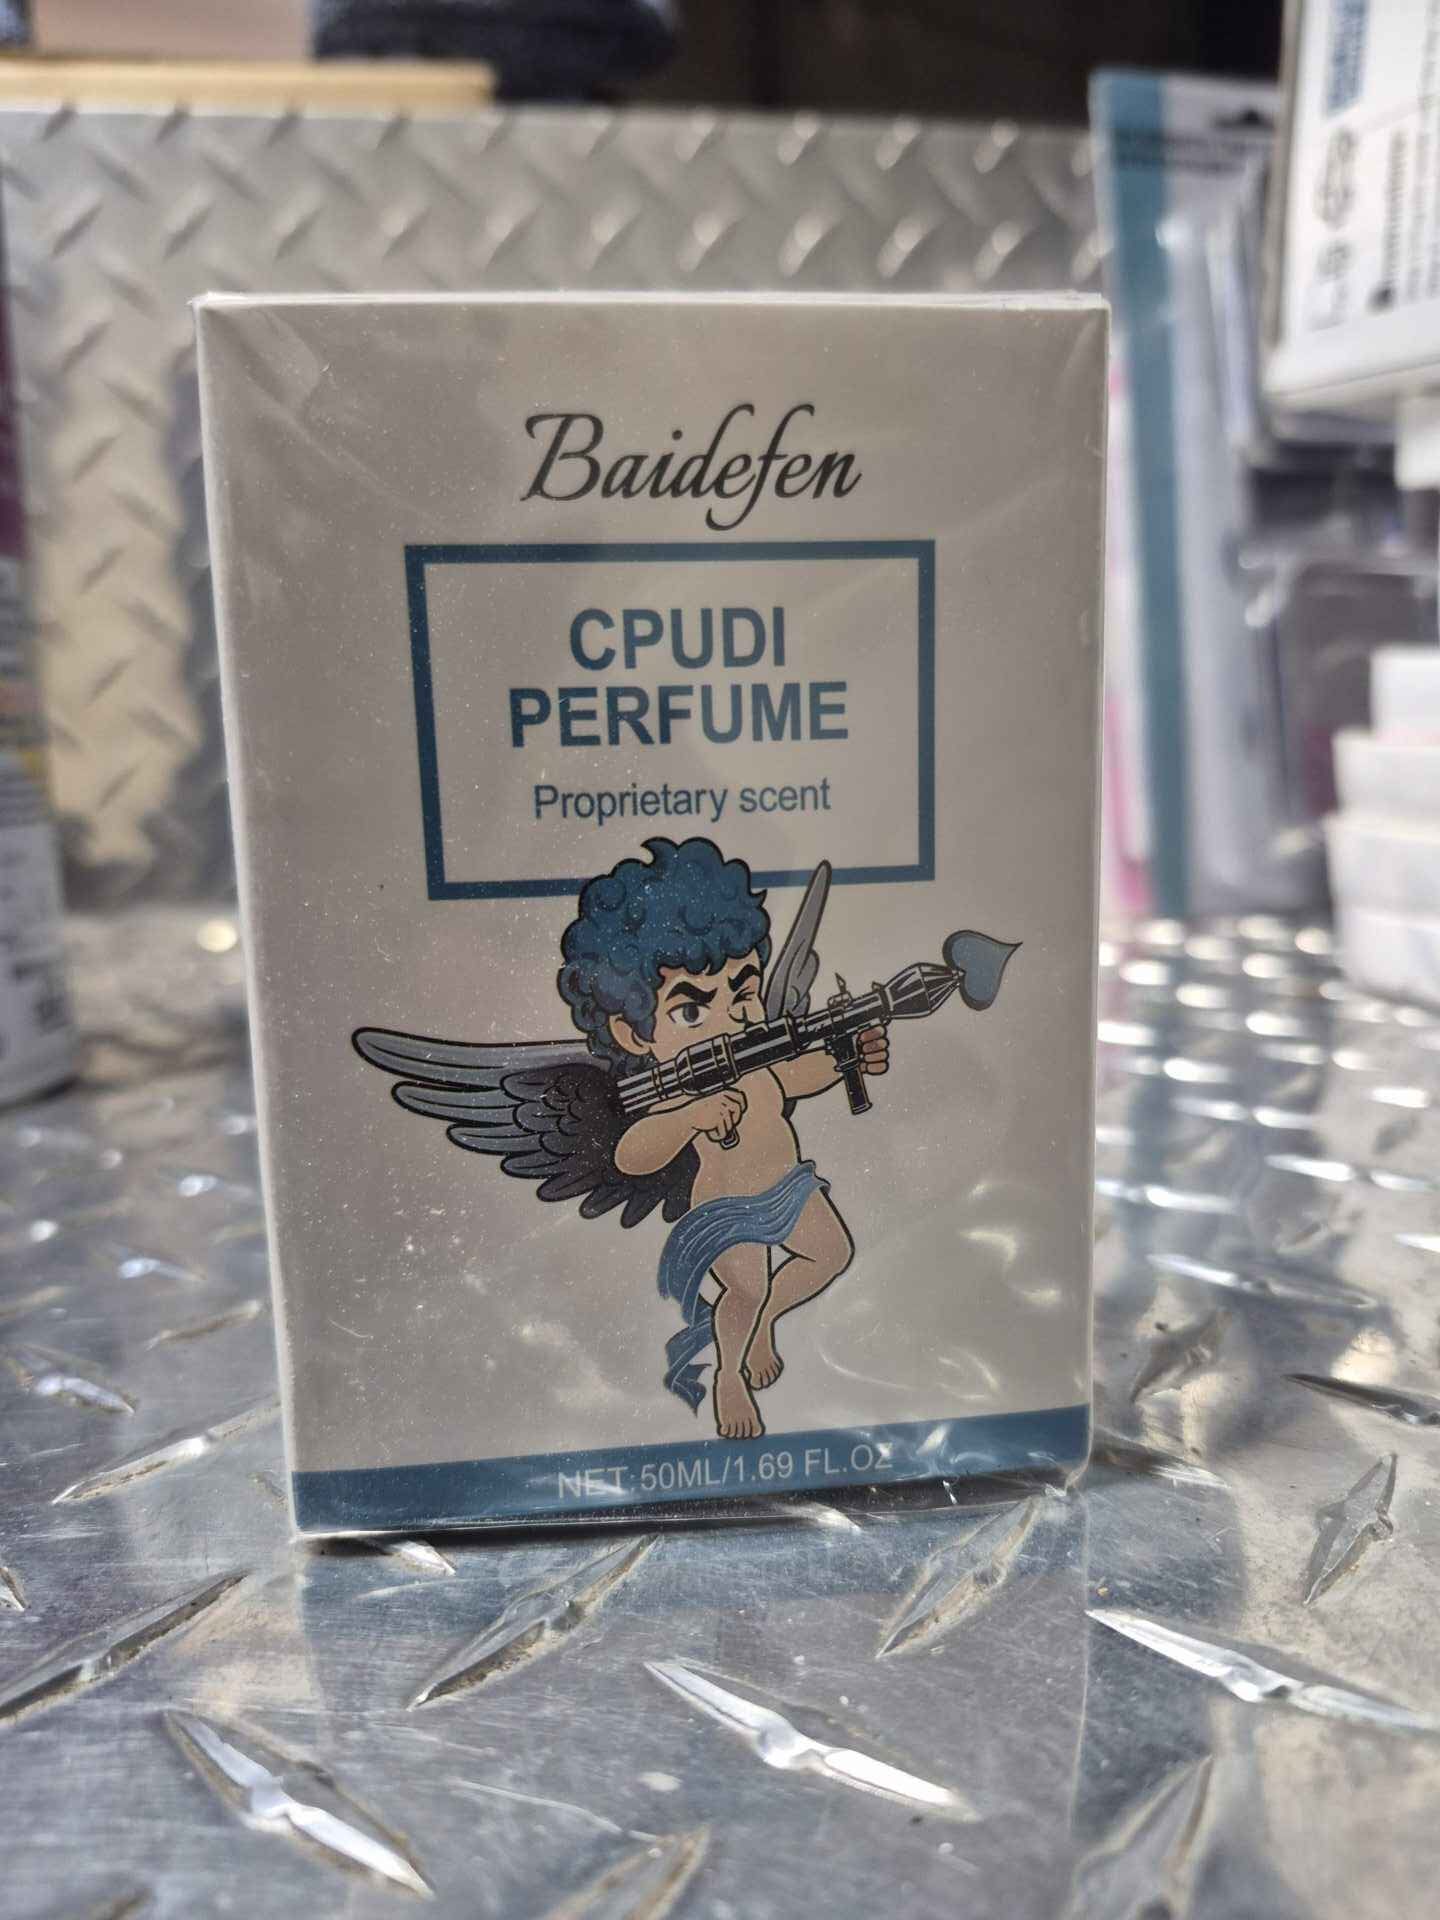 Baidefen
CPUDI
PERFUME
Proprietary scent
NET:50ML/1.69 FL.OZ